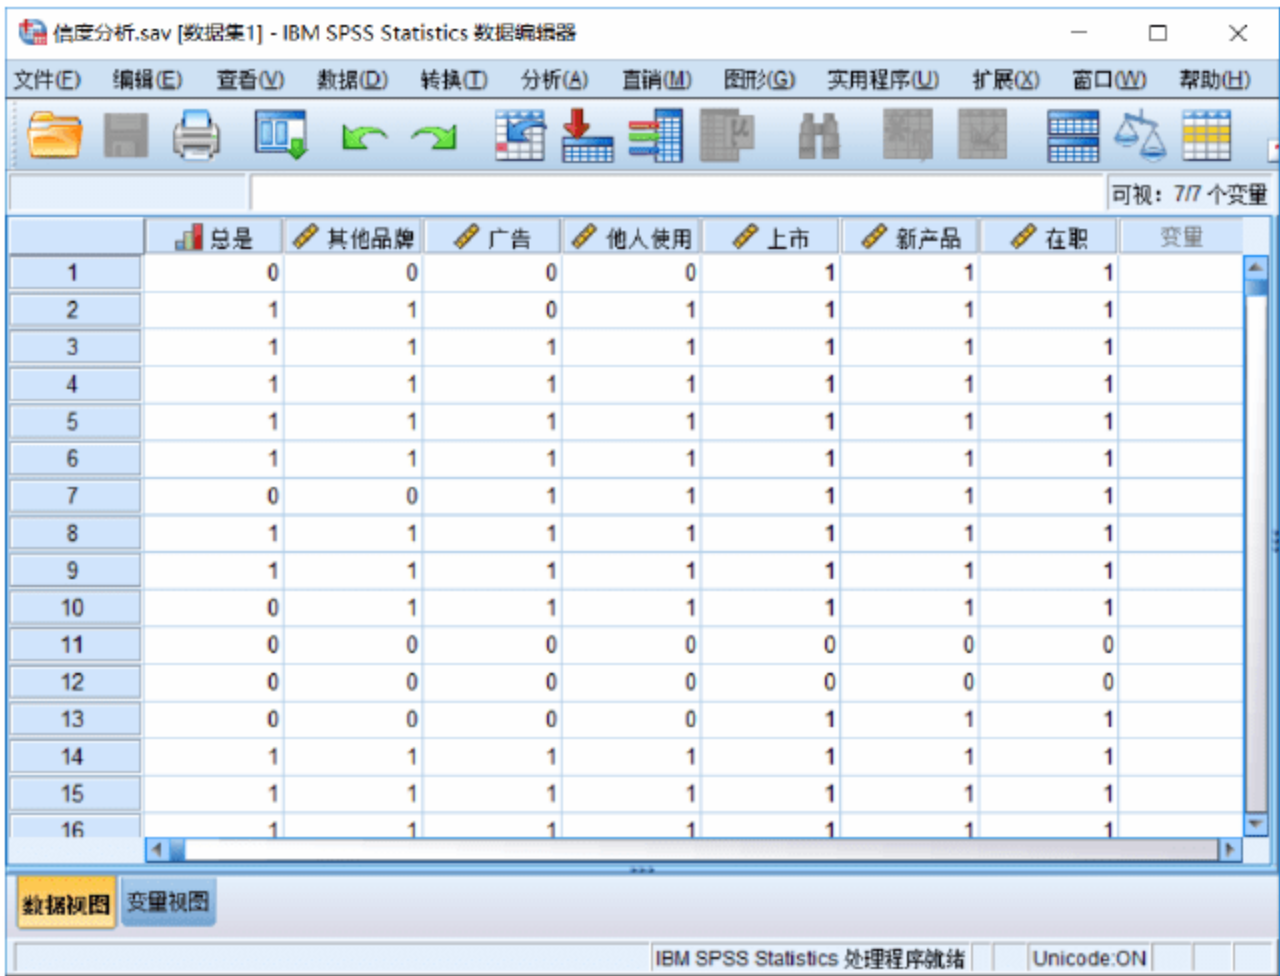 信度分析.sav [数据集1] - IBM SPSS Statistics 数据编辑器
文件(F) 编辑(E) 查看(V) 数据(D) 转换(T) 分析(A) 直销(M) 图形(G) 实用程序(U) 扩展(X) 窗口(W) 帮助(H)
可视: 7/7 个变量
总是 其他品牌 广告 他人使用 上市 新产品 在职 变量
1 0 0 0 0 1 1 1
2 1 1 0 1 1 1 1
3 1 1 1 1 1 1 1
4 1 1 1 1 1 1 1
5 1 1 1 1 1 1 1
6 1 1 1 1 1 1 1
7 0 0 1 1 1 1 1
8 1 1 1 1 1 1 1
9 1 1 1 1 1 1 1
10 0 1 1 1 1 1 1
11 0 0 0 0 0 0 0
12 0 0 0 0 0 0 0
13 0 0 0 0 1 1 1
14 1 1 1 1 1 1 1
15 1 1 1 1 1 1 1
16 1 1 1 1 1 1 1
数据视图 变量视图
IBM SPSS Statistics 处理程序就绪 Unicode:ON